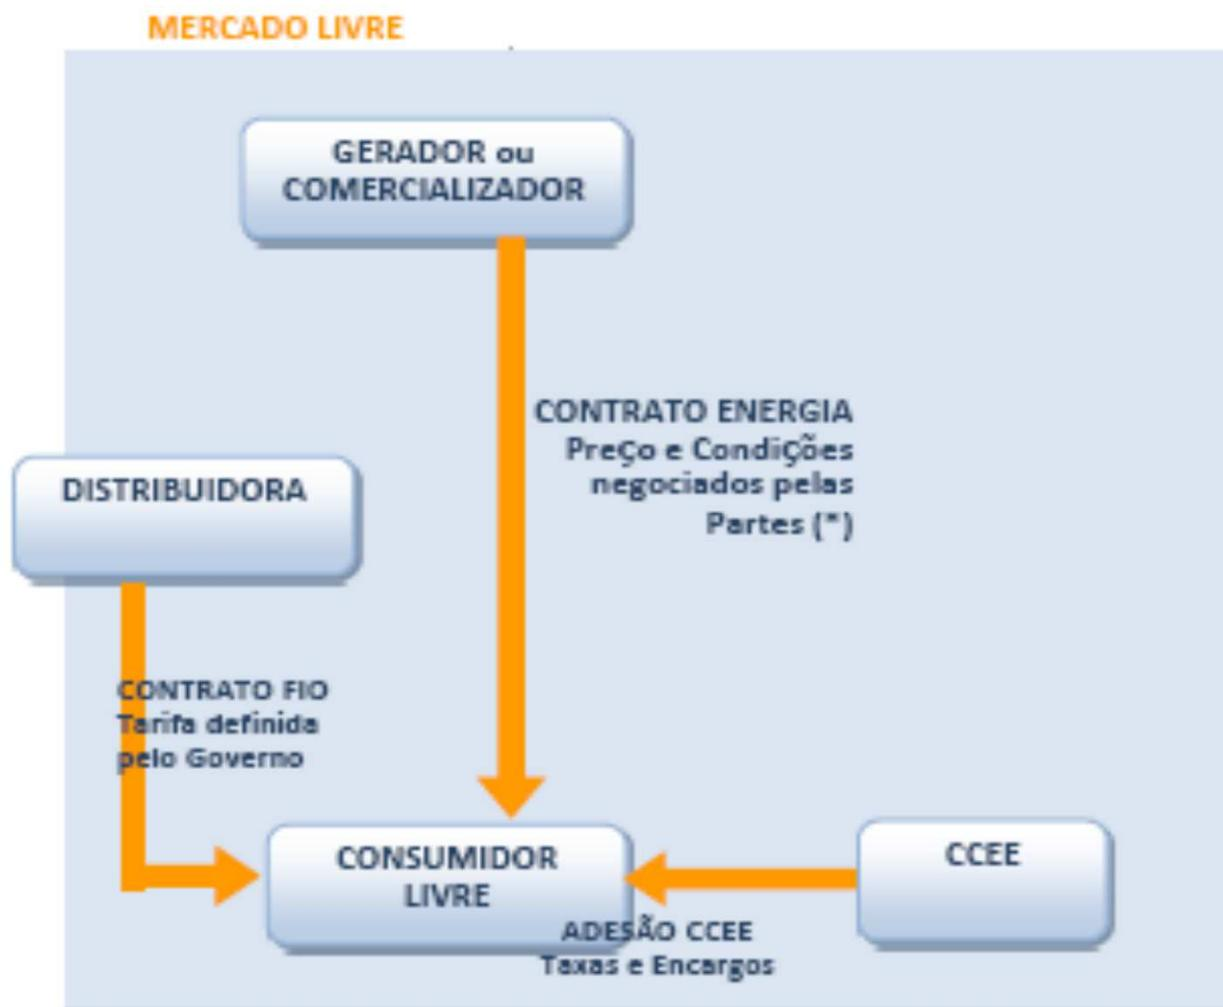 MERCADO LIVRE
GERADOR ou
COMERCIALIZADOR
CONTRATO ENERGIA
Preço e Condições
negociados pelas
Partes (*)
DISTRIBUIDORA
CONTRATO FIO
Tarifa definida
pelo Governo
CONSUMIDOR
LIVRE
CCEE
ADESÃO CCEE
Taxas e Encargos